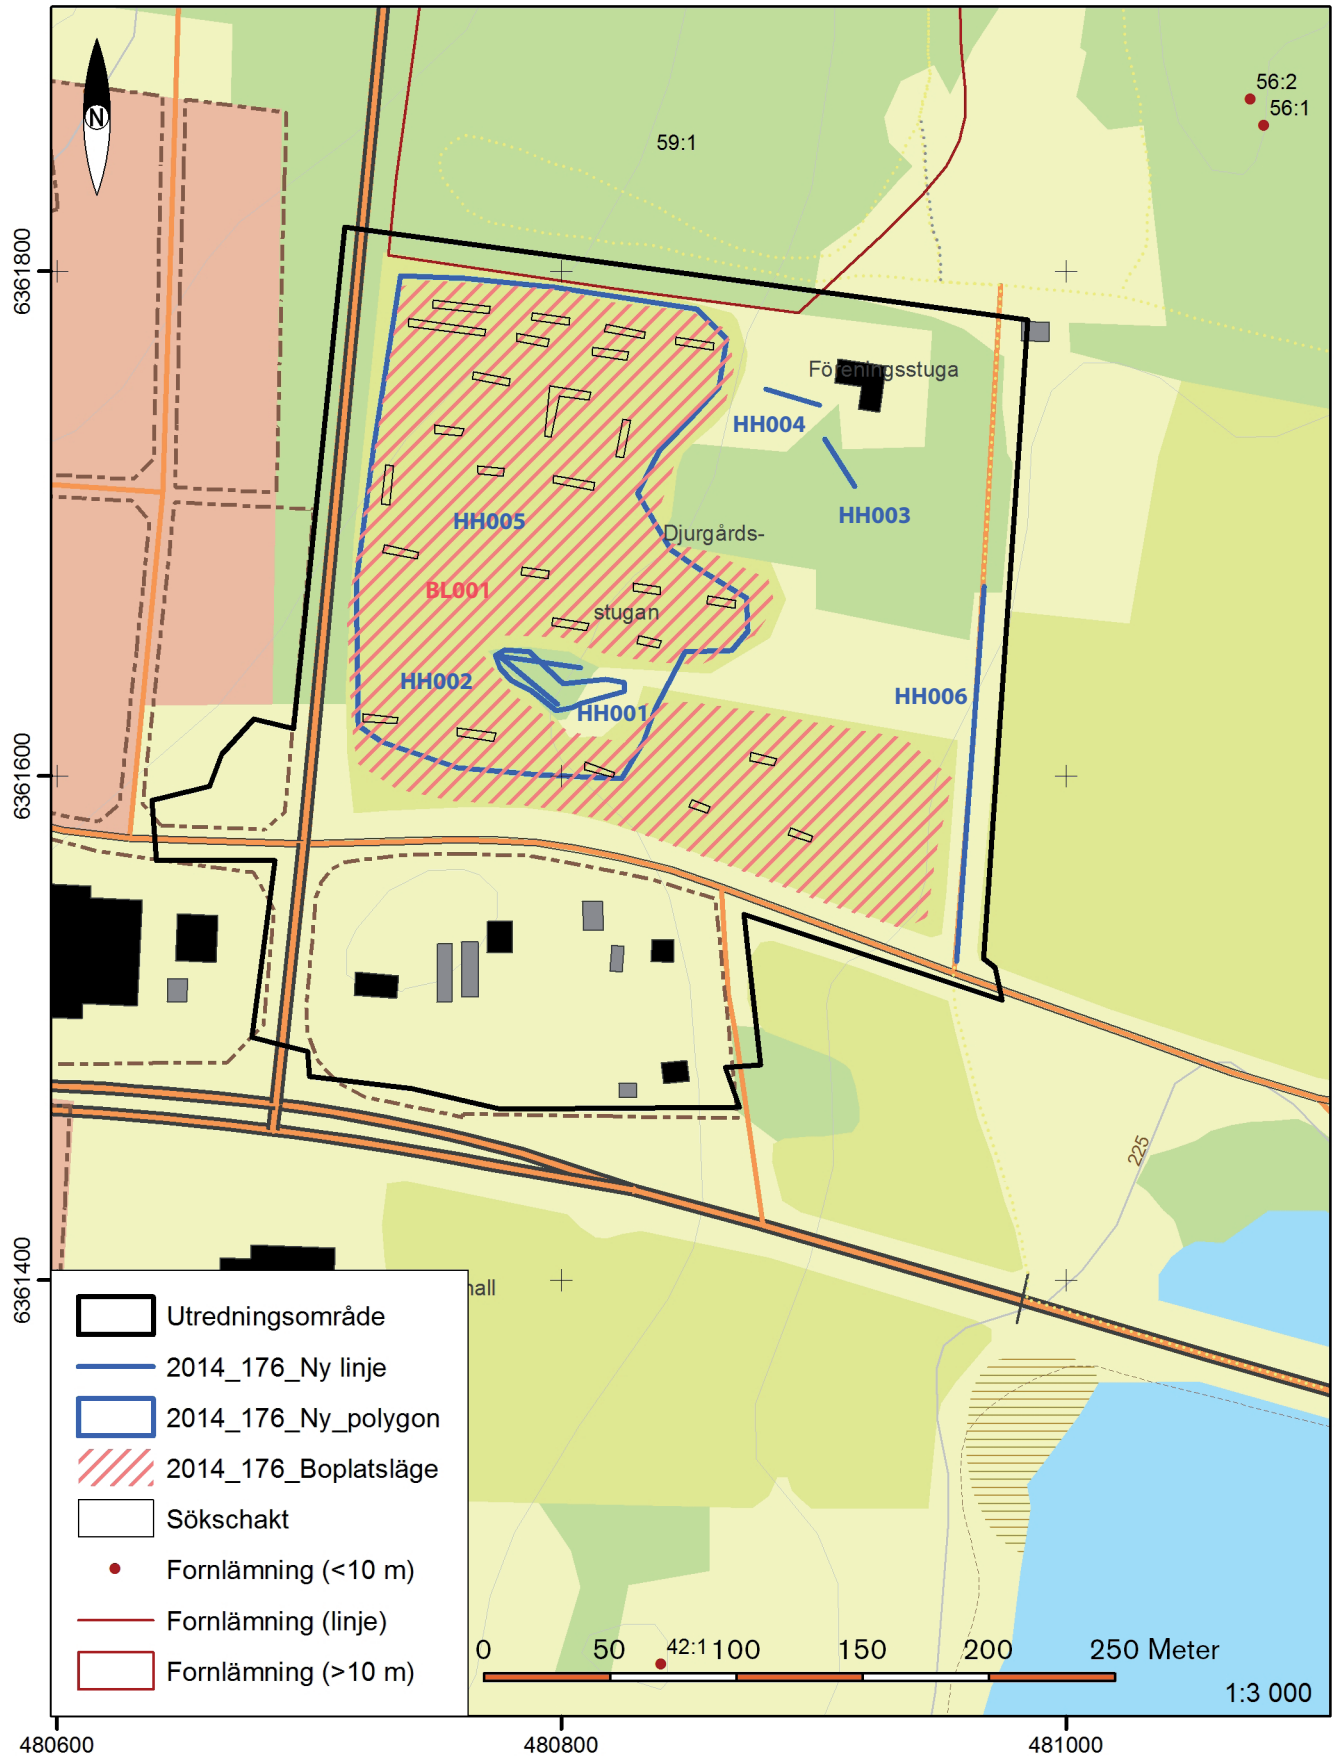 N
56:2
56:1
59:1
6361800
Föreningsstuga
HH004
HH003
HH005
Djurgårds-
BL001
stugan
HH002
HH001
HH006
6361600
225
6361400
hall
Utredningsområde
2014_176_Ny linje
2014_176_Ny_polygon
2014_176_Boplatsläge
Sökschakt
Fornlämning (<10 m)
Fornlämning (linje)
Fornlämning (>10 m)
42:1
0 50 100 150 200 250 Meter
1:3 000
480600 480800 481000